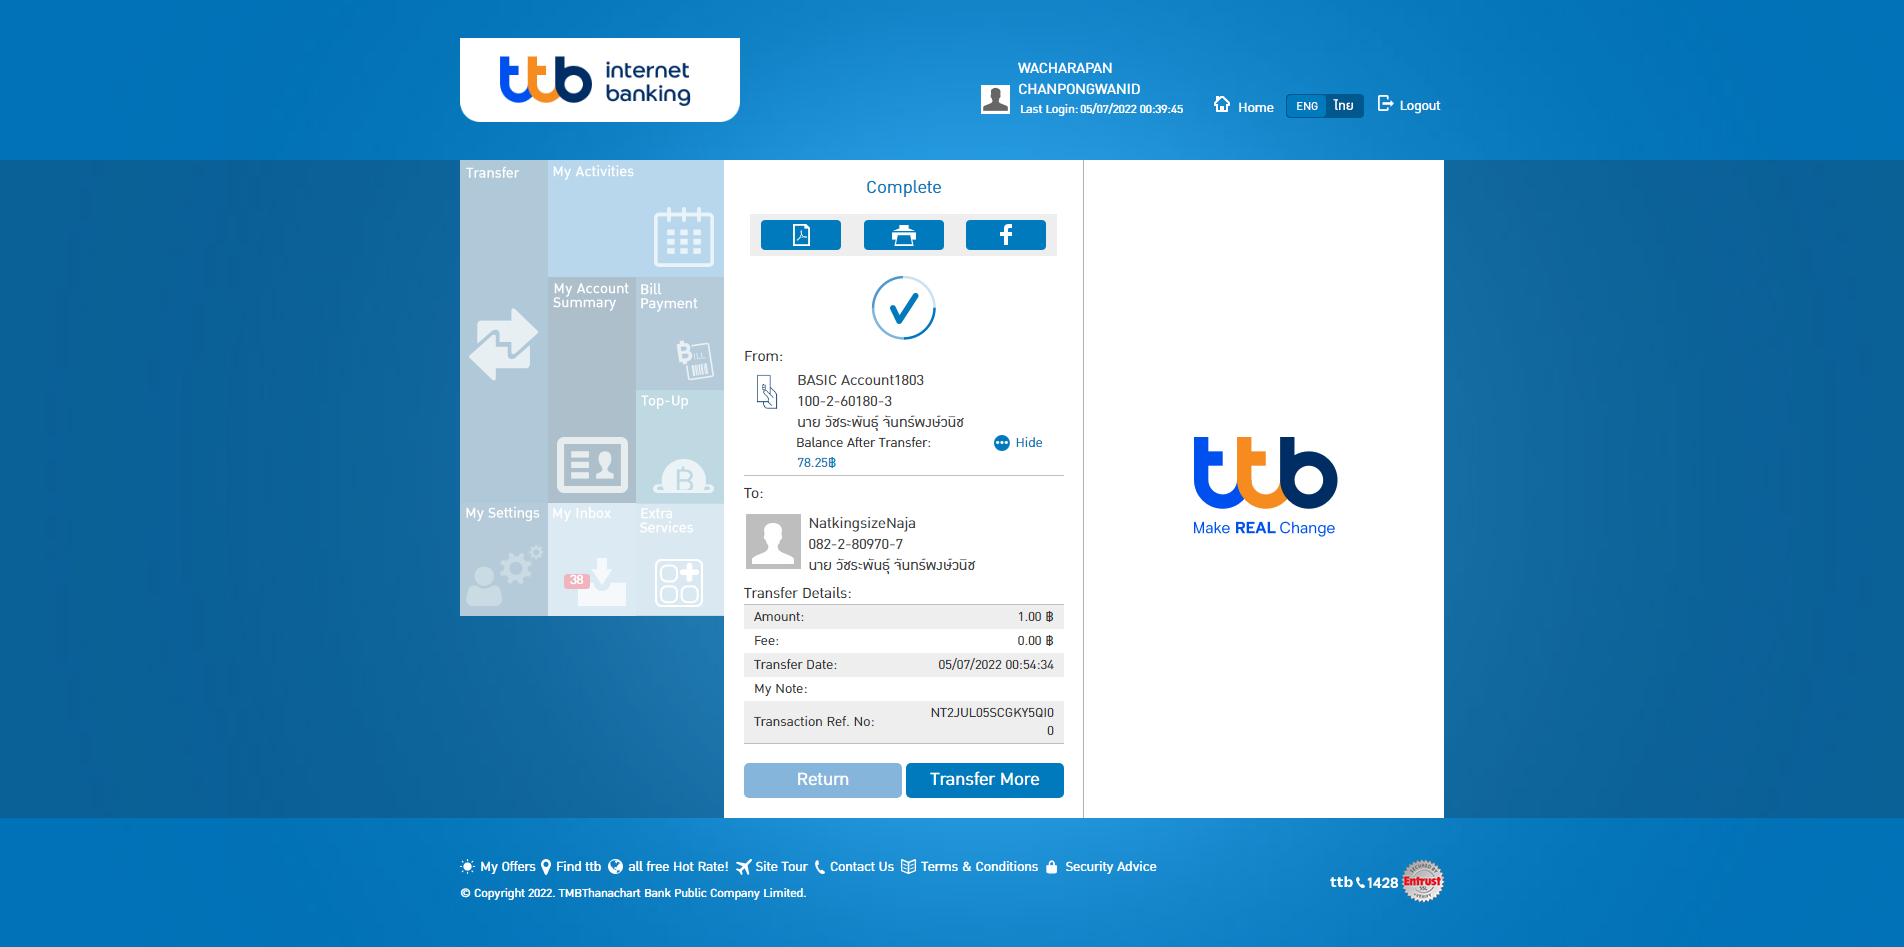 ttb internet
banking
WACHARAPAN
CHANPONGWANID
Last Login: 05/07/2022 00:39:45
Home
ENG ไทย
Logout
Transfer
My Activities
My Account
Summary
Bill
Payment
BILL
Top-Up
My Settings
My Inbox
38
Extra
Services
Complete
From:
BASIC Account1803
100-2-60180-3
นาย วัชระพันธุ์ จันทร์พงษ์วนิช
Balance After Transfer:
Hide
78.25฿
To:
NatkingsizeNaja
082-2-80970-7
นาย วัชระพันธุ์ จันทร์พงษ์วนิช
Transfer Details:
Amount: 1.00 ฿
Fee: 0.00 ฿
Transfer Date: 05/07/2022 00:54:34
My Note:
Transaction Ref. No: NT2JUL05SCGKY5QI0
0
Return
Transfer More
ttb
Make REAL Change
My Offers Find ttb all free Hot Rate! Site Tour Contact Us Terms & Conditions Security Advice
© Copyright 2022. TMBThanachart Bank Public Company Limited.
ttb 1428
Entrust
SSL